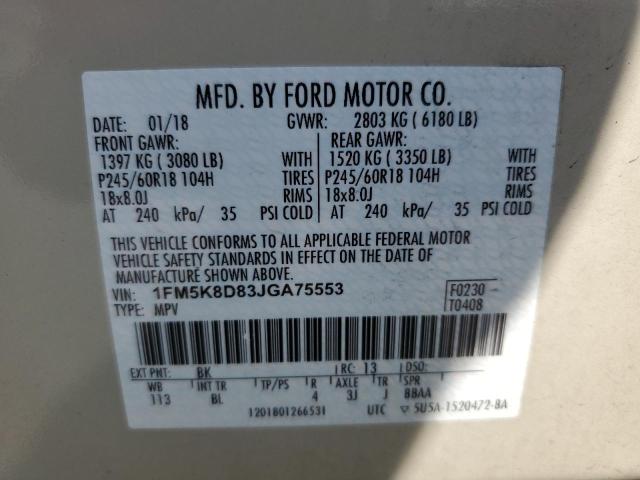 MFD. BY FORD MOTOR CO.
DATE: 01/18 GVWR: 2803 KG ( 6180 LB)
FRONT GAWR: REAR GAWR:
1397 KG ( 3080 LB) WITH 1520 KG ( 3350 LB) WITH
P245/60R18 104H TIRES P245/60R18 104H TIRES
18x8.0J RIMS 18x8.0J RIMS
AT 240 kPa/ 35 PSI COLD AT 240 kPa/ 35 PSI COLD
THIS VEHICLE CONFORMS TO ALL APPLICABLE FEDERAL MOTOR
VEHICLE SAFETY STANDARDS IN EFFECT ON THE DATE OF
MANUFACTURE SHOWN ABOVE.
VIN: 1FM5K8D83JGA75553 F0230
TYPE: MPV T0408
EXT PNT: BK RC: 13 DSO:
WB INT TR TP/PS R AXLE TR SPR
113 BL 4 3J J BBAA
1201801266531 UTC ▽ 5U5A-1520472-BA